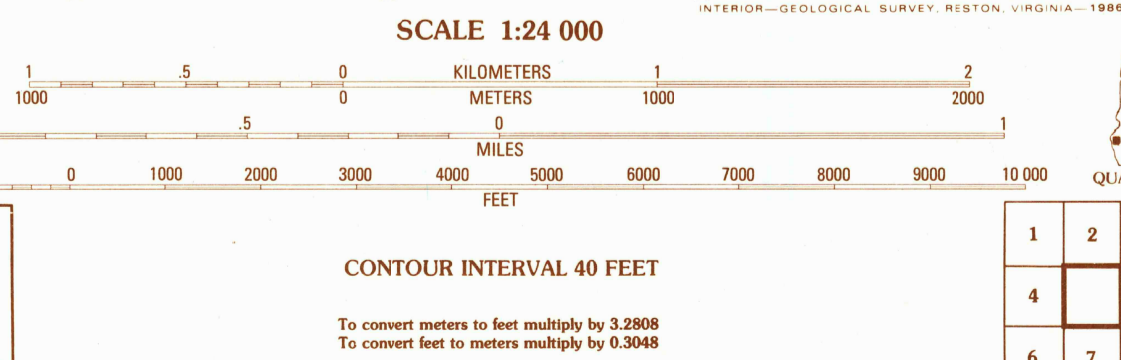 INTERIOR—GEOLOGICAL SURVEY, RESTON, VIRGINIA—1986
SCALE 1:24 000
1 .5 0 KILOMETERS 1 2
1000 0 METERS 1000 2000
.5 0 1
MILES
0 1000 2000 3000 4000 5000 6000 7000 8000 9000 10 000
FEET
1 2
CONTOUR INTERVAL 40 FEET
4
To convert meters to feet multiply by 3.2808
To convert feet to meters multiply by 0.3048
6 7